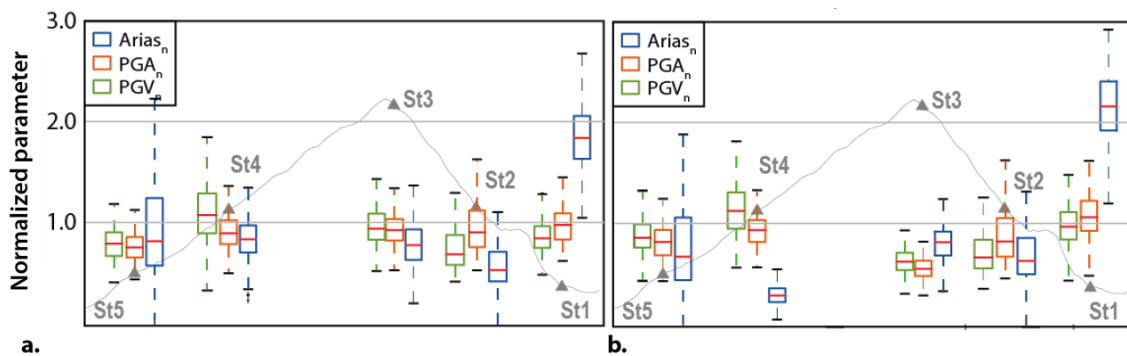 3.0
2.0
1.0
Normalized parameter
Arias_n
PGA_n
PGV_n
St3
St4
St2
St5
St1
a.
Arias_n
PGA_n
PGV_n
St3
St4
St2
St5
St1
b.